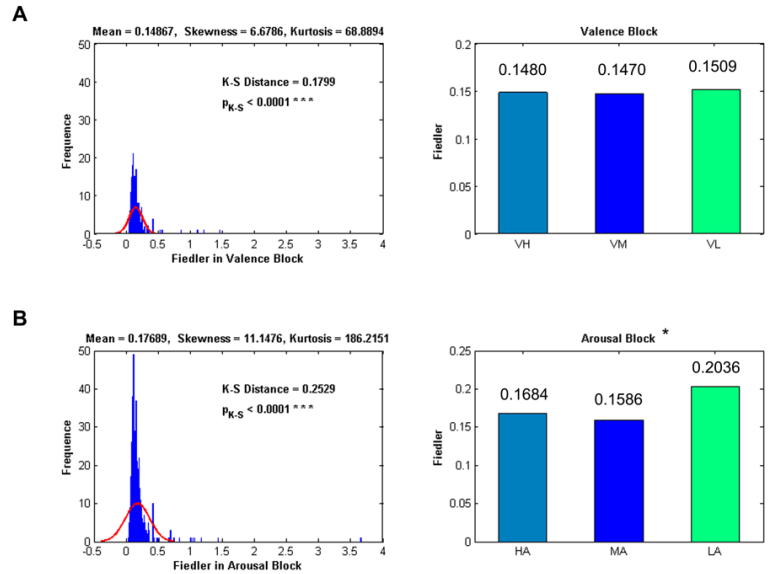 A
Mean = 0.14867, Skewness = 6.6786, Kurtosis = 68.8894
50
40
30
20
10
0
Frequence
K-S Distance = 0.1799
pK-S < 0.0001 * * *
-0.5 0 0.5 1 1.5 2 2.5 3 3.5 4
Fiedler in Valence Block
Valence Block
0.2
0.15
0.1
0.05
0
Fiedler
0.1480 0.1470 0.1509
VH VM VL
B
Mean = 0.17689, Skewness = 11.1476, Kurtosis = 186.2151
50
40
30
20
10
0
Frequence
K-S Distance = 0.2529
pK-S < 0.0001 * * *
-0.5 0 0.5 1 1.5 2 2.5 3 3.5 4
Fiedler in Arousal Block
Arousal Block *
0.25
0.2
0.15
0.1
0.05
0
Fiedler
0.1684 0.1586 0.2036
HA MA LA